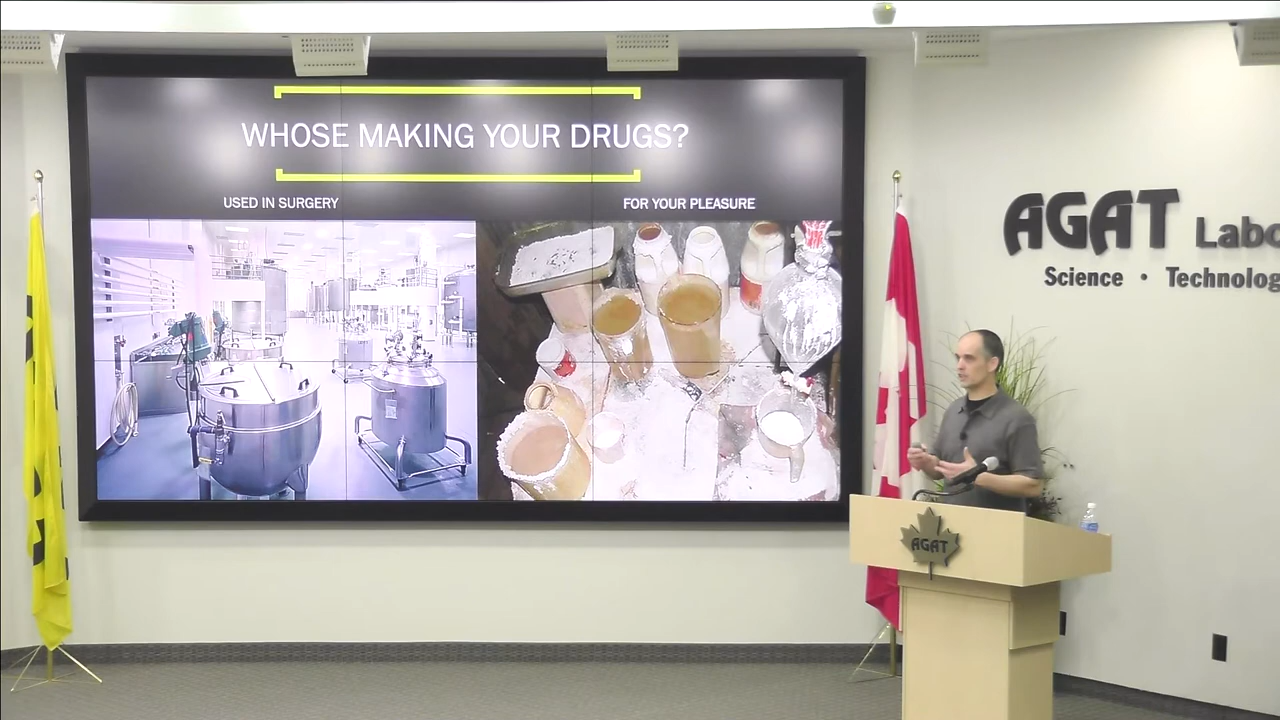 WHOSE MAKING YOUR DRUGS?
USED IN SURGERY
FOR YOUR PLEASURE
AGAT Labo
Science · Technolog
AGAT